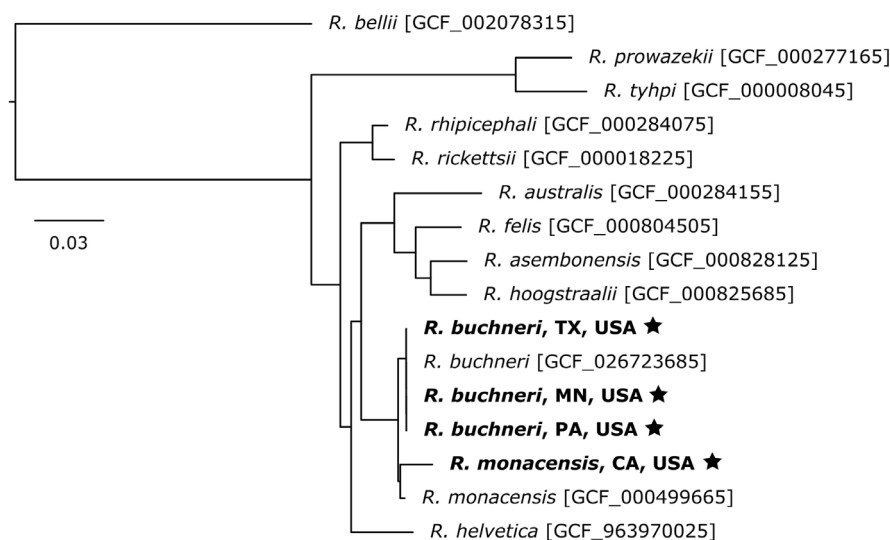 R. bellii [GCF_002078315]
R. prowazekii [GCF_000277165]
R. tyhpi [GCF_000008045]
R. rhipicephali [GCF_000284075]
R. rickettsii [GCF_000018225]
R. australis [GCF_000284155]
0.03
R. felis [GCF_000804505]
R. asembonensis [GCF_000828125]
R. hoogstraalii [GCF_000825685]
R. buchneri, TX, USA ★
R. buchneri [GCF_026723685]
R. buchneri, MN, USA ★
R. buchneri, PA, USA ★
R. monacensis, CA, USA ★
R. monacensis [GCF_000499665]
R. helvetica [GCF_963970025]